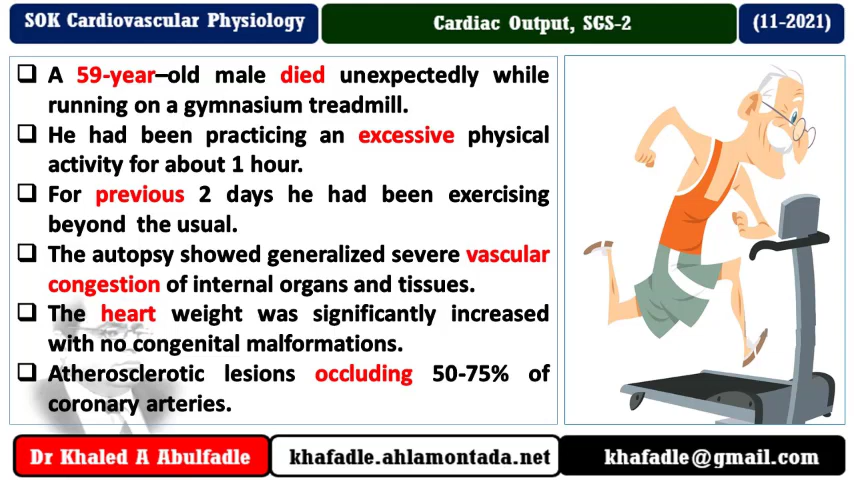 SOK Cardiovascular Physiology
Cardiac Output, SGS-2
(11-2021)
❑ A 59-year–old male died unexpectedly while
running on a gymnasium treadmill.
❑ He had been practicing an excessive physical
activity for about 1 hour.
❑ For previous 2 days he had been exercising
beyond the usual.
❑ The autopsy showed generalized severe vascular
congestion of internal organs and tissues.
❑ The heart weight was significantly increased
with no congenital malformations.
❑ Atherosclerotic lesions occluding 50-75% of
coronary arteries.
Dr Khaled A Abulfadle
khafadle.ahlamontada.net
khafadle@gmail.com